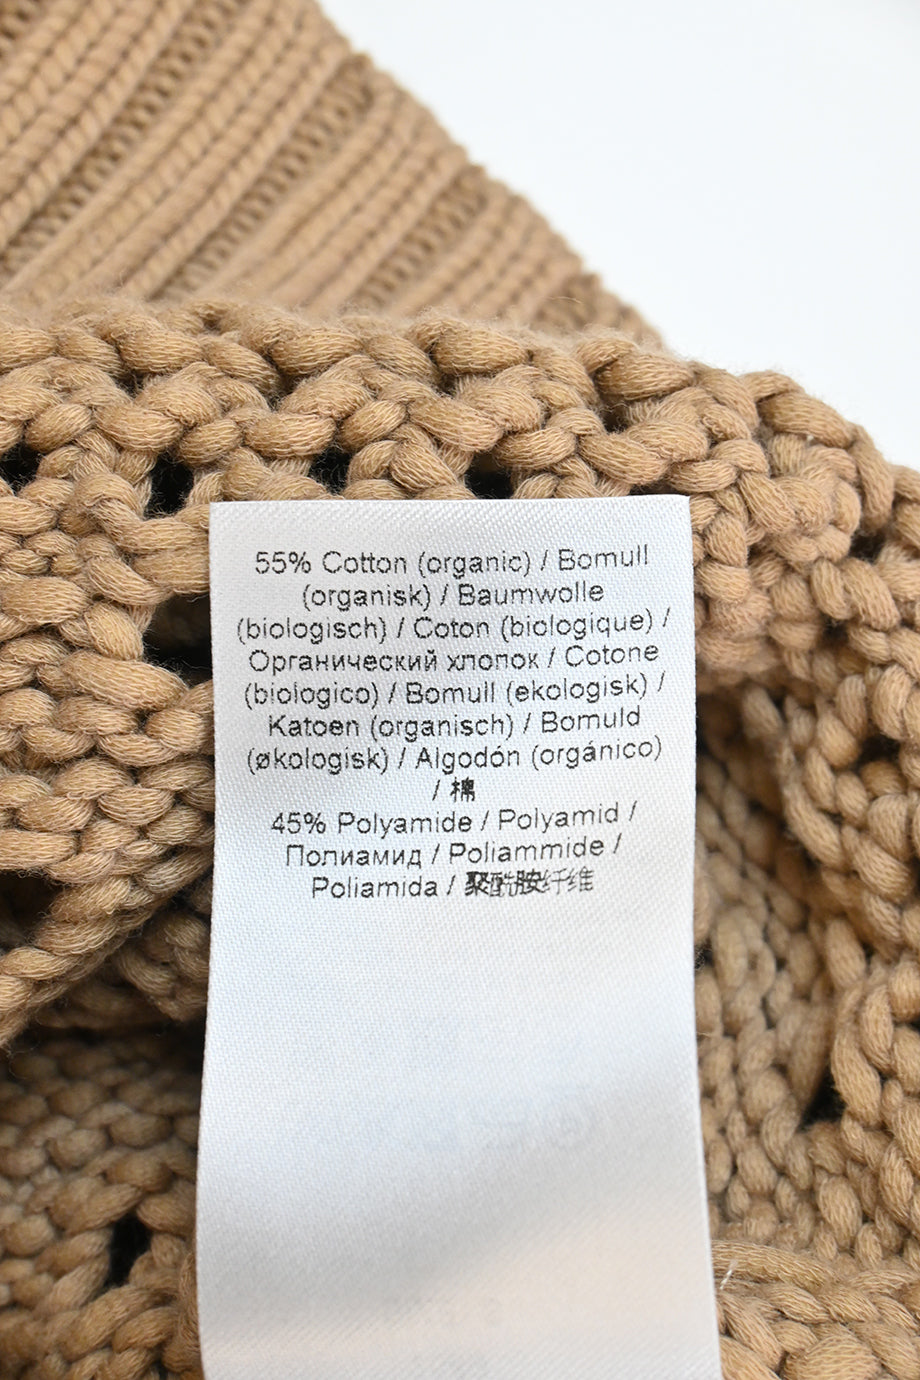 55% Cotton (organic) / Bomull
(organisk) / Baumwolle
(biologisch) / Coton (biologique) /
Органический хлопок / Cotone
(biologico) / Bomull (ekologisk) /
Katoen (organisch) / Bomuld
(økologisk) / Algodón (orgánico)
/ 棉
45% Polyamide / Polyamid /
Полиамид / Poliammide /
Poliamida / 聚酰胺纤维